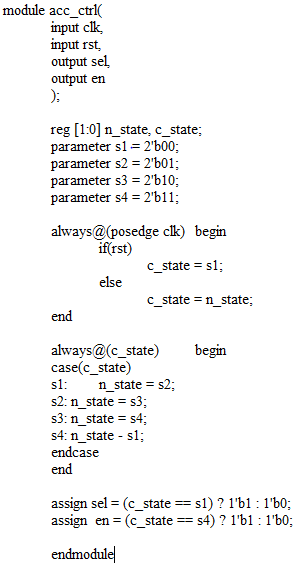 module acc_ctrl(
input clk,
input rst,
output sel,
output en
);
reg [1:0] n_state, c_state;
parameter s1 = 2'b00;
parameter s2 = 2'b01;
parameter s3 = 2'b10;
parameter s4 = 2'b11;
always@(posedge clk) begin
if(rst)
c_state = s1;
else
c_state = n_state;
end
always@(c_state) begin
case(c_state)
s1: n_state = s2;
s2: n_state = s3;
s3: n_state = s4;
s4: n_state - s1;
endcase
end
assign sel = (c_state == s1) ? 1'b1 : 1'b0;
assign en = (c_state == s4) ? 1'b1 : 1'b0;
endmodule